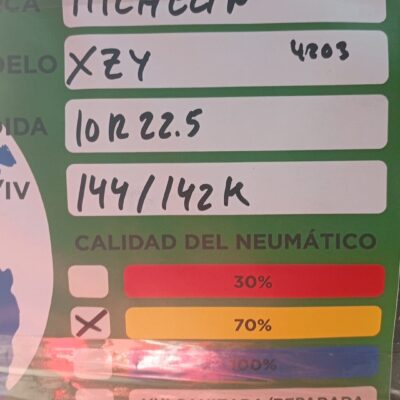 MICHELIN
XZY 4203
10R22.5
144/142K
CALIDAD DEL NEUMÁTICO
30%
70%
100%